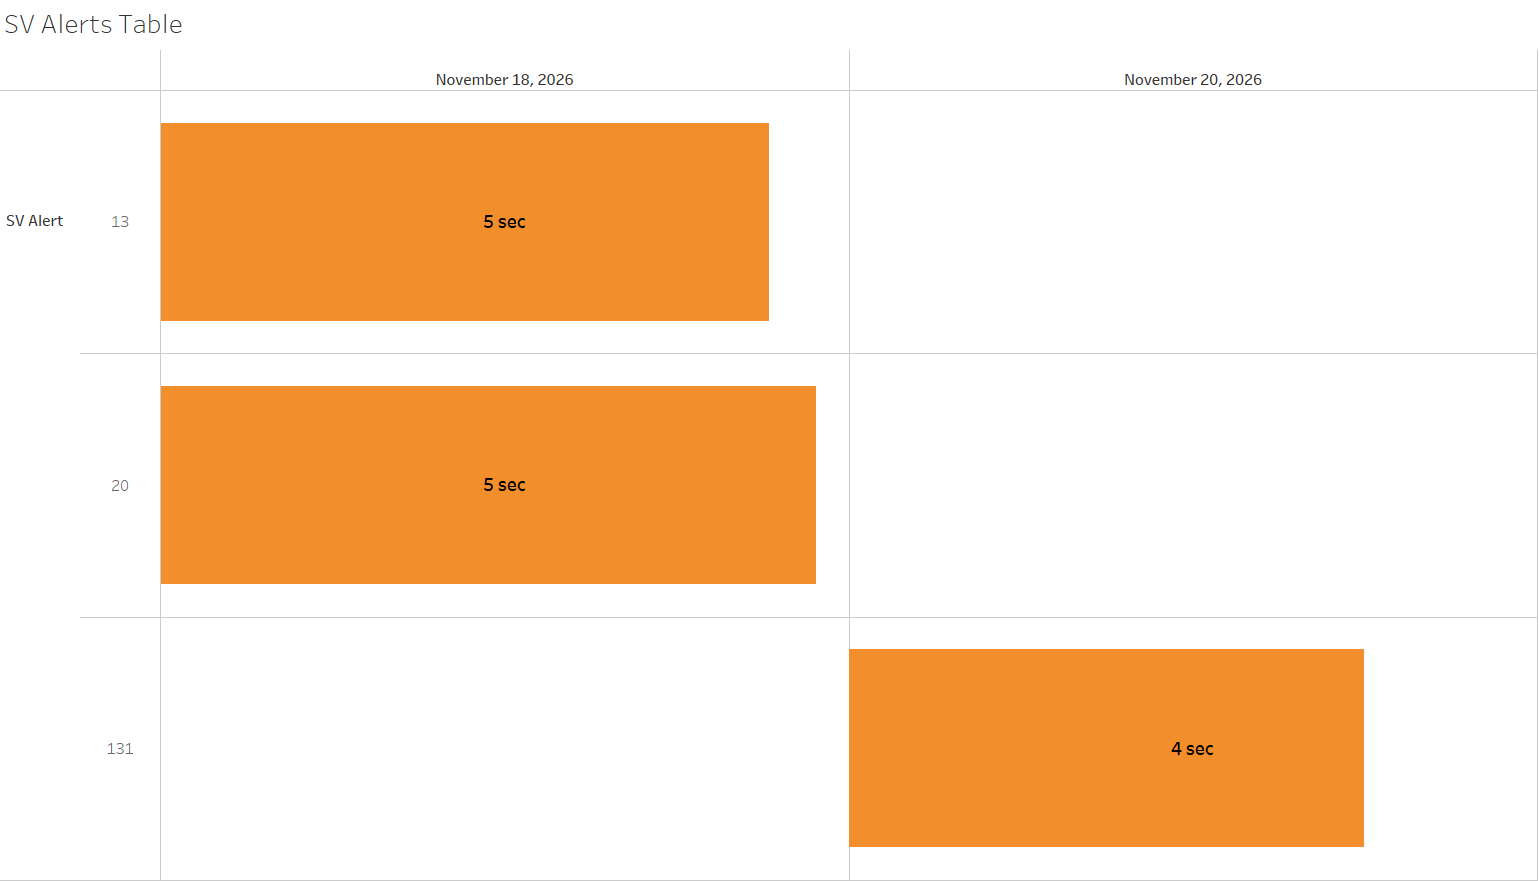 SV Alerts Table
November 18, 2026 November 20, 2026
SV Alert 13 5 sec
20 5 sec
131 4 sec